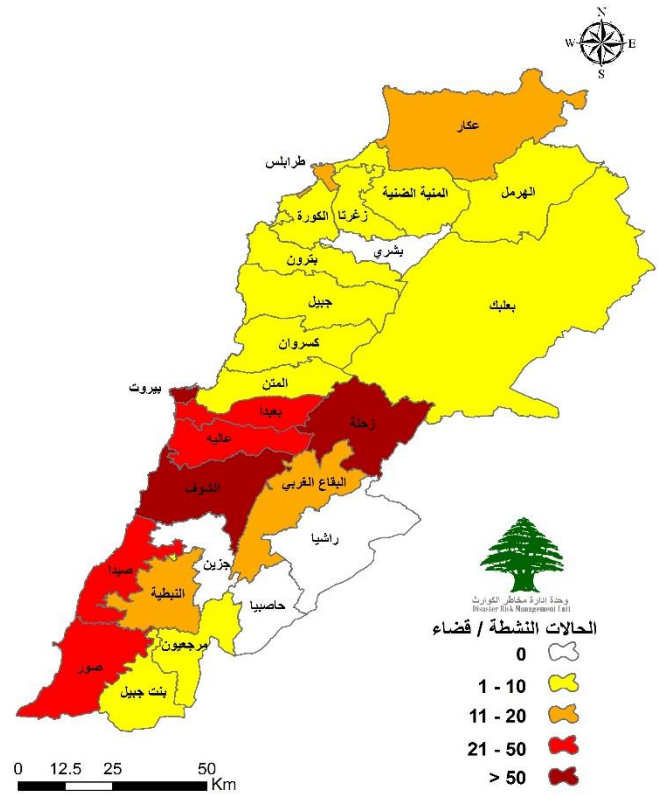 N
W E
S
عكار
طرابلس
الهرمل
المنية الضنية
زغرتا
الكورة
بشري
بترون
بعلبك
جبيل
كسروان
المتن
بيروت
بعبدا
زحلة
عاليه
البقاع الغربي
الشوف
راشيا
جزين
صيدا
النبطية
حاصبيا
مرجعيون
صور
بنت جبيل
وحدة ادارة مخاطر الكوارث
Disaster Risk Management Unit
الحالات النشطة / قضاء
0
1 - 10
11 - 20
21 - 50
> 50
0 12.5 25 50
Km